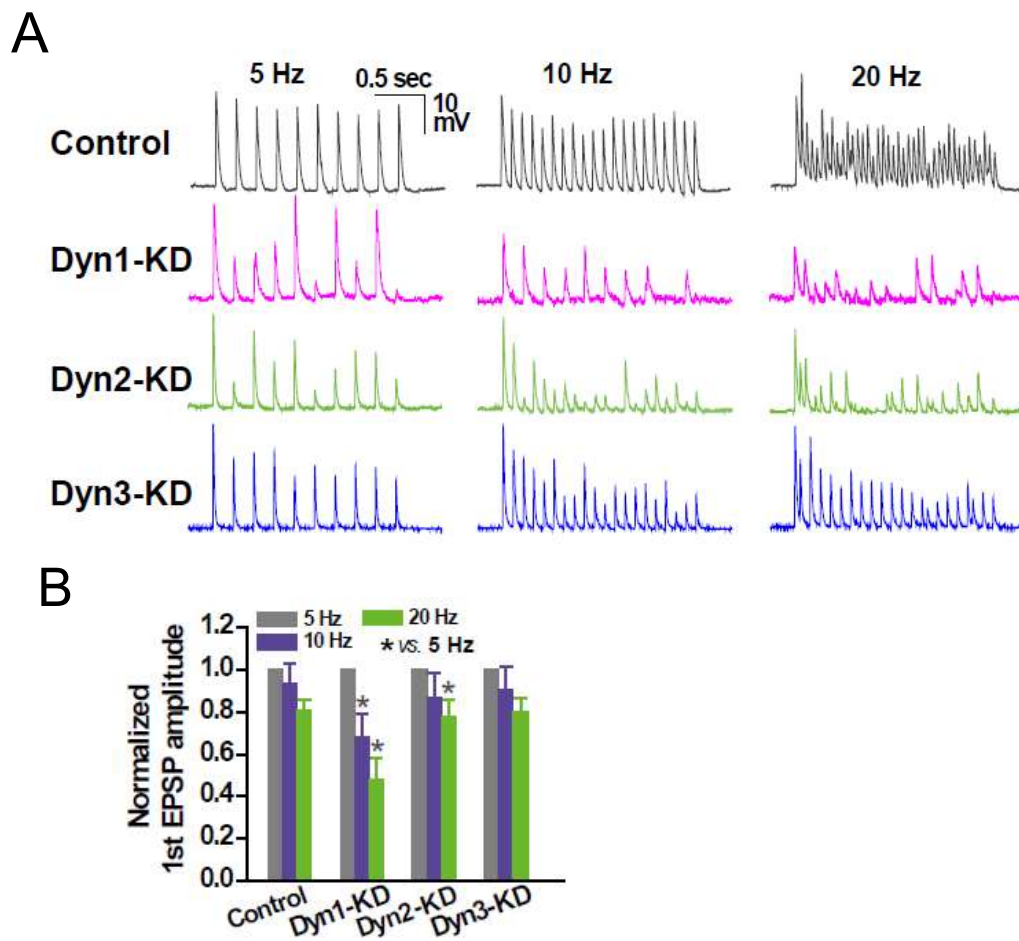 A
5 Hz
0.5 sec
10
mV
10 Hz
20 Hz
Control
Dyn1-KD
Dyn2-KD
Dyn3-KD
B
Normalized
1st EPSP amplitude
1.2
1.0
0.8
0.6
0.4
0.2
0.0
5 Hz
20 Hz
10 Hz
* vs. 5 Hz
*
*
*
Control
Dyn1-KD
Dyn2-KD
Dyn3-KD